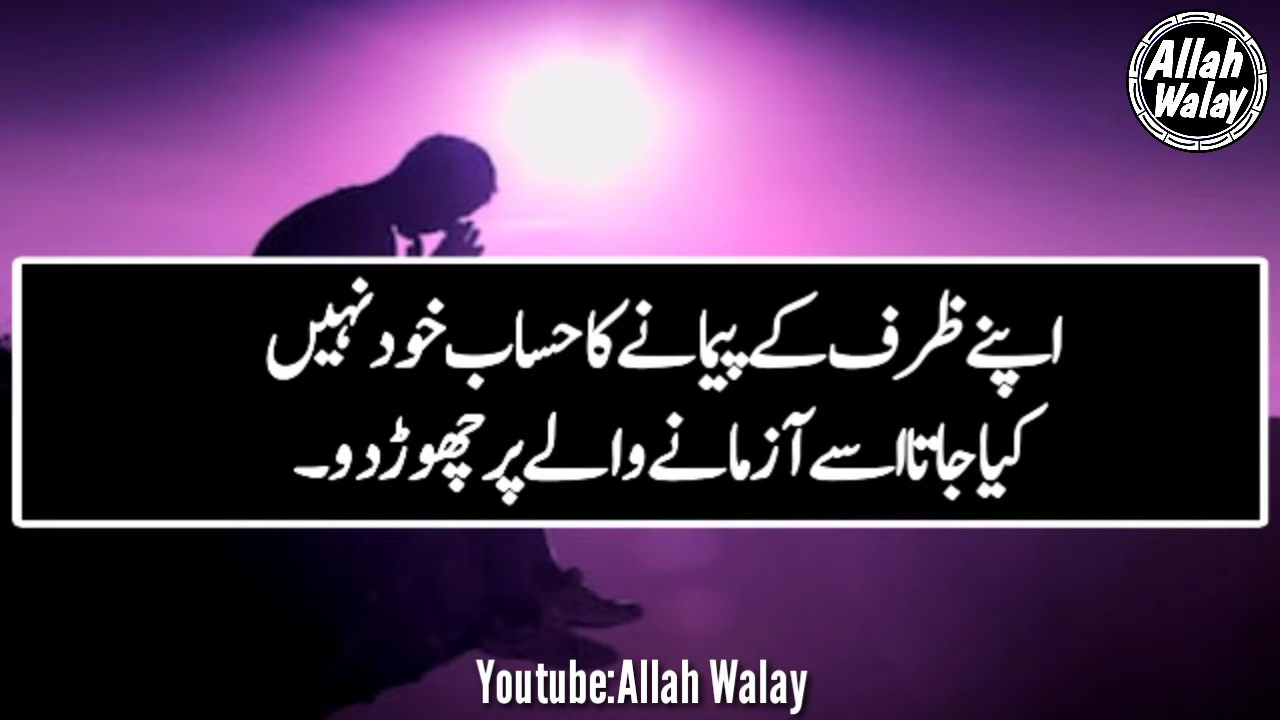 Allah
Walay
اپنے ظرف کے پیمانے کا حساب خود نہیں
کیا جاتا اسے آزمانے والے پر چھوڑ دو۔
Youtube:Allah Walay